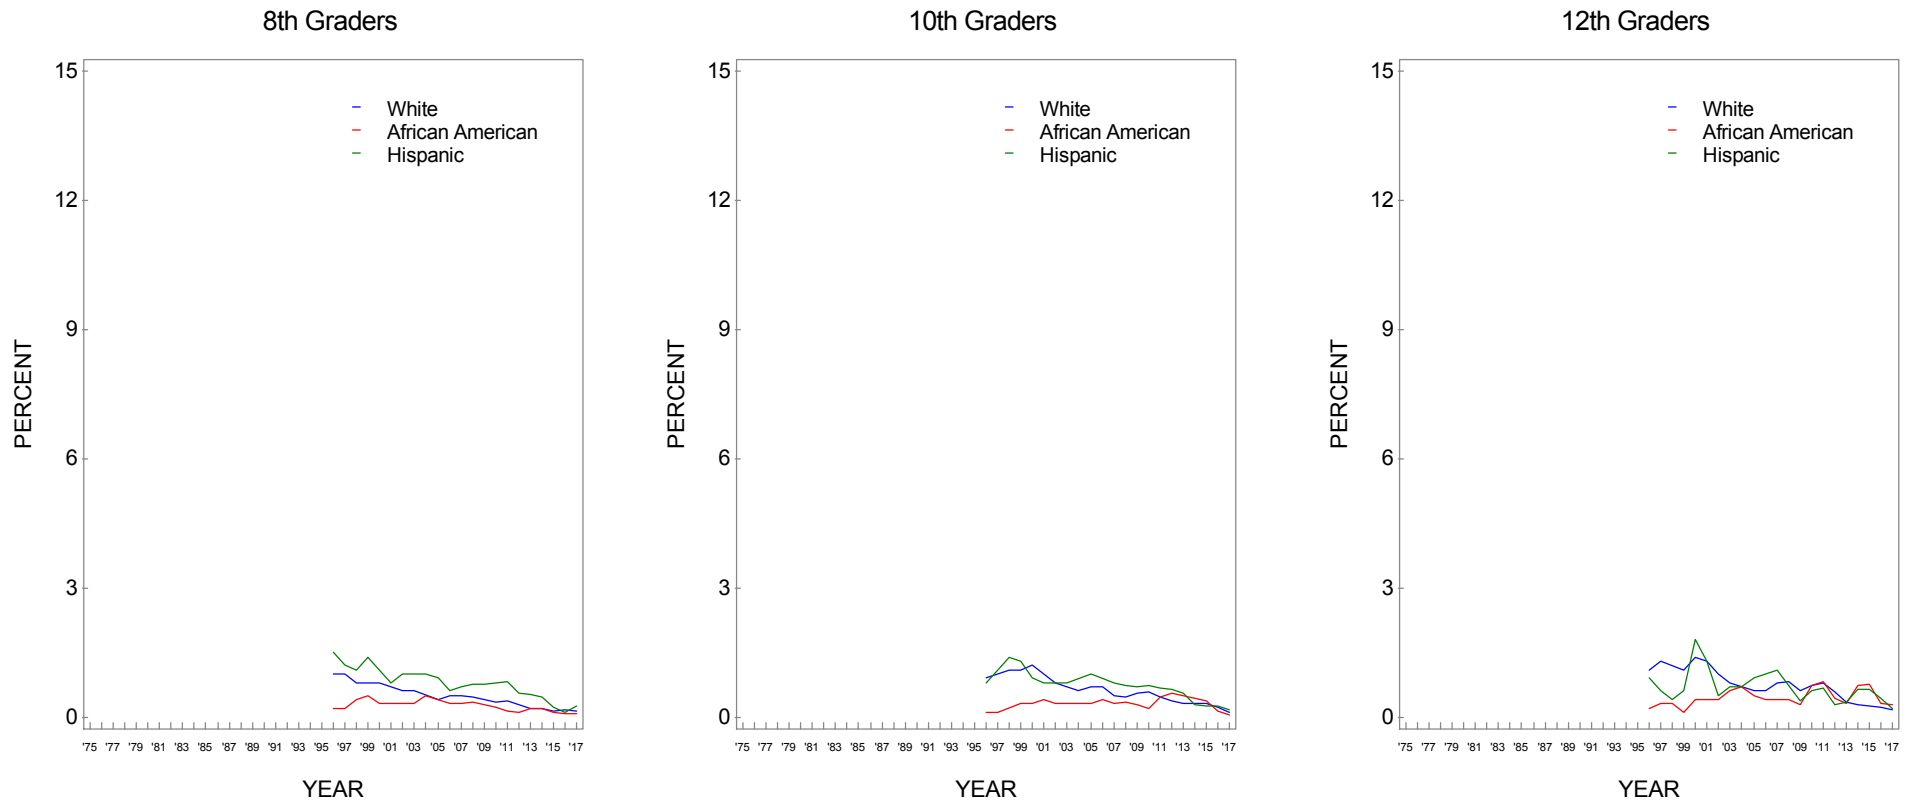 8th Graders
15
12
9
6
3
0
PERCENT
White
African American
Hispanic
'75 '77 '79 '81 '83 '85 '87 '89 '91 '93 '95 '97 '99 '01 '03 '05 '07 '09 '11 '13 '15 '17
YEAR
10th Graders
15
12
9
6
3
0
PERCENT
White
African American
Hispanic
'75 '77 '79 '81 '83 '85 '87 '89 '91 '93 '95 '97 '99 '01 '03 '05 '07 '09 '11 '13 '15 '17
YEAR
12th Graders
15
12
9
6
3
0
PERCENT
White
African American
Hispanic
'75 '77 '79 '81 '83 '85 '87 '89 '91 '93 '95 '97 '99 '01 '03 '05 '07 '09 '11 '13 '15 '17
YEAR